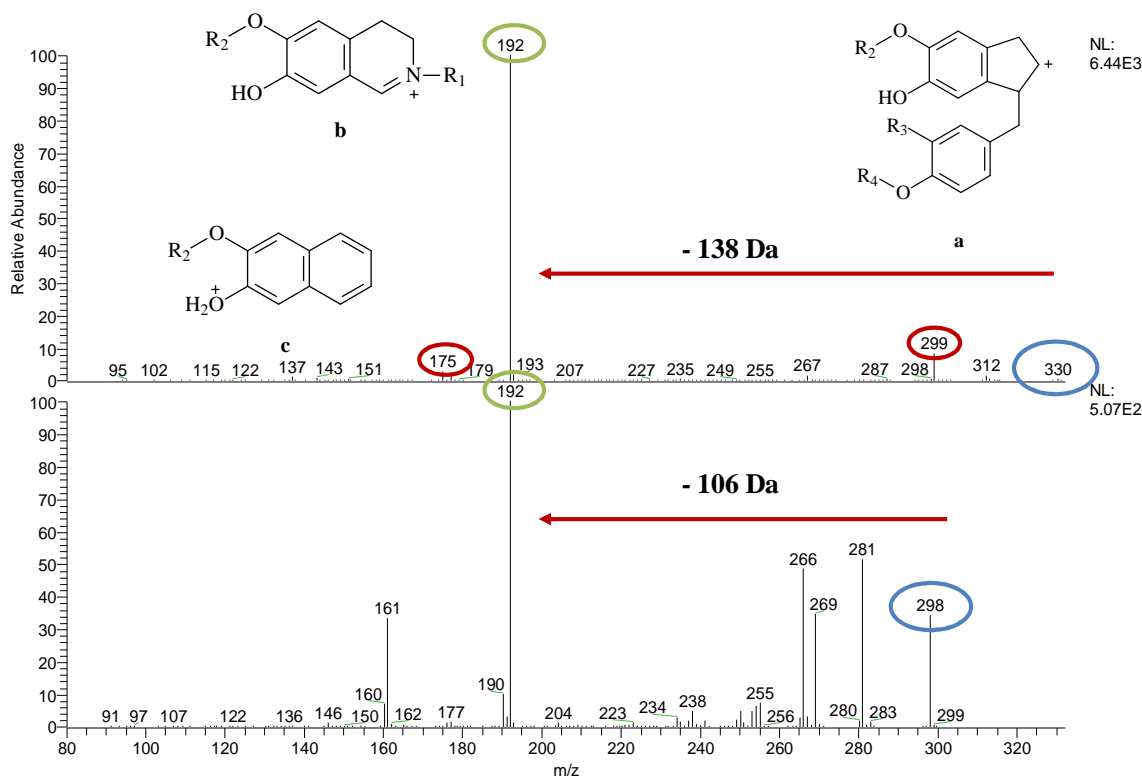 R2
O
HO
N
R1
+
b
192
R2
O
HO
+
R3
R4
O
a
NL:
6.44E3
R2
O
H2O
+
c
- 138 Da
Relative Abundance
100
90
80
70
60
50
40
30
20
10
0
95 102 115 122 137 143 151 175 179 193 207 227 235 249 255 267 287 298 299 312 330
192
NL:
5.07E2
- 106 Da
100
90
80
70
60
50
40
30
20
10
0
91 97 107 122 136 146 150 160 161 162 177 190 204 223 234 238 255 256 266 269 280 281 283 298 299
80 100 120 140 160 180 200 220 240 260 280 300 320
m/z